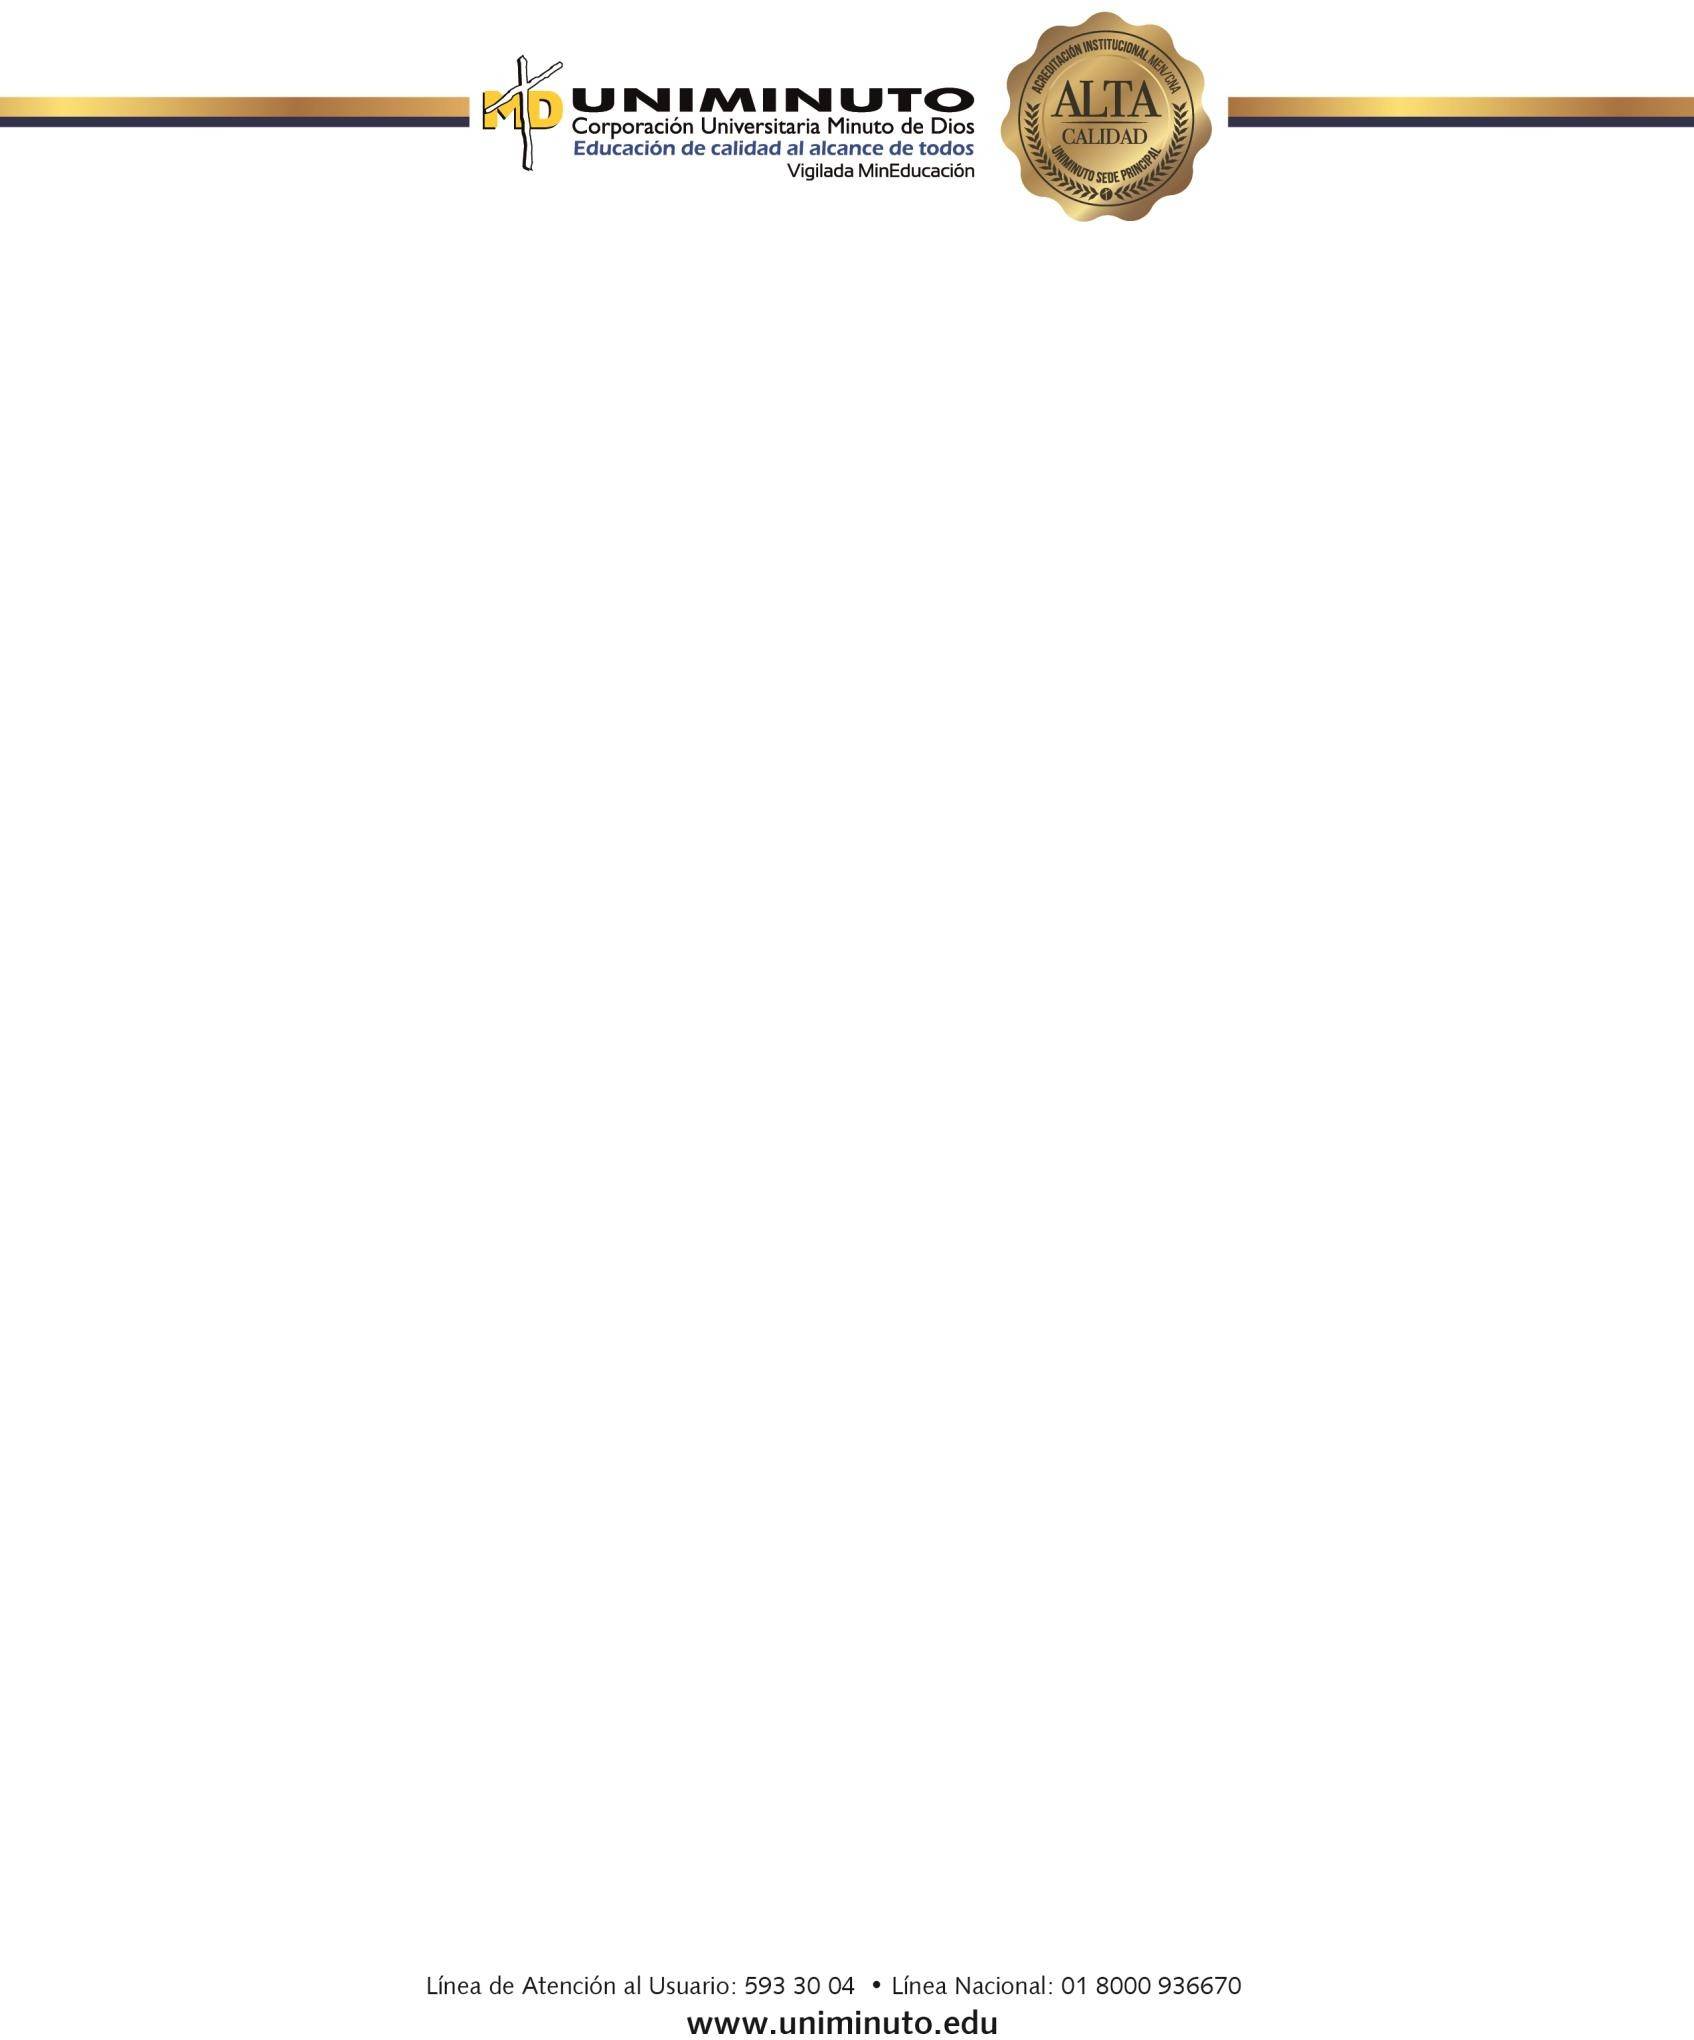 MD UNIMINUTO
Corporación Universitaria Minuto de Dios
Educación de calidad al alcance de todos
Vigilada MinEducación
ACREDITACIÓN INSTITUCIONAL MEN/CNA
ALTA
CALIDAD
UNIMINUTO SEDE PRINCIPAL
Línea de Atención al Usuario: 593 30 04 • Línea Nacional: 01 8000 936670
www.uniminuto.edu